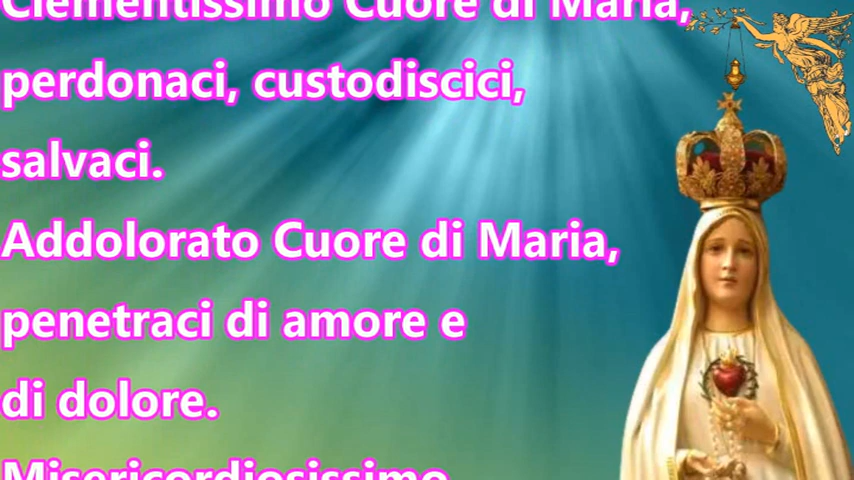 Clementissimo Cuore di Maria,
perdonaci, custodiscici,
salvaci.
Addolorato Cuore di Maria,
penetraci di amore e
di dolore.
Misericordiosissimo